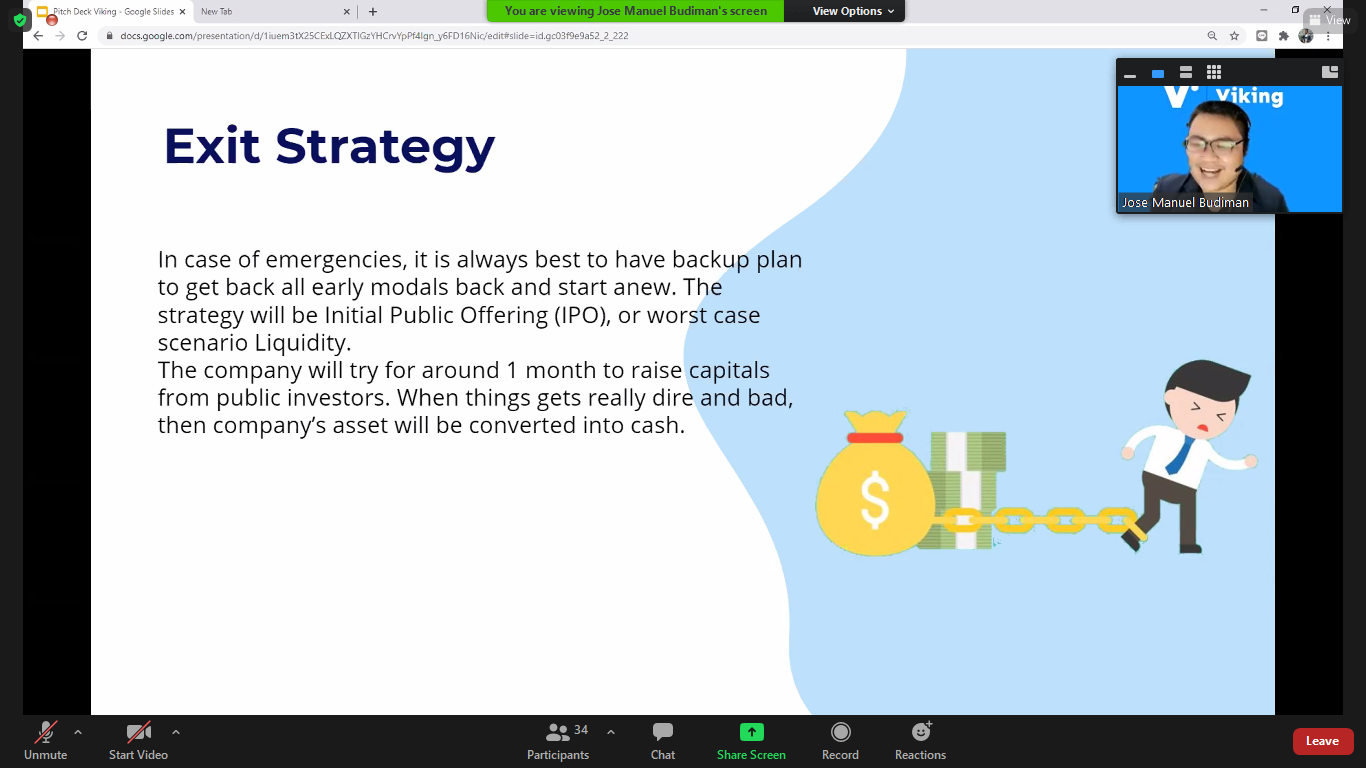 Pitch Deck Viking - Google Slides
New Tab
You are viewing Jose Manuel Budiman's screen
View Options
View
docs.google.com/presentation/d/1iuem3tX25CExLQZXTlGzYHCrvYpPf4Ign_y6FD16Nic/edit#slide=id.gc03f9e9a52_2_222
Viking
Jose Manuel Budiman
Exit Strategy
In case of emergencies, it is always best to have backup plan
to get back all early modals back and start anew. The
strategy will be Initial Public Offering (IPO), or worst case
scenario Liquidity.
The company will try for around 1 month to raise capitals
from public investors. When things gets really dire and bad,
then company’s asset will be converted into cash.
$
Unmute
Start Video
34
Participants
Chat
Share Screen
Record
Reactions
Leave